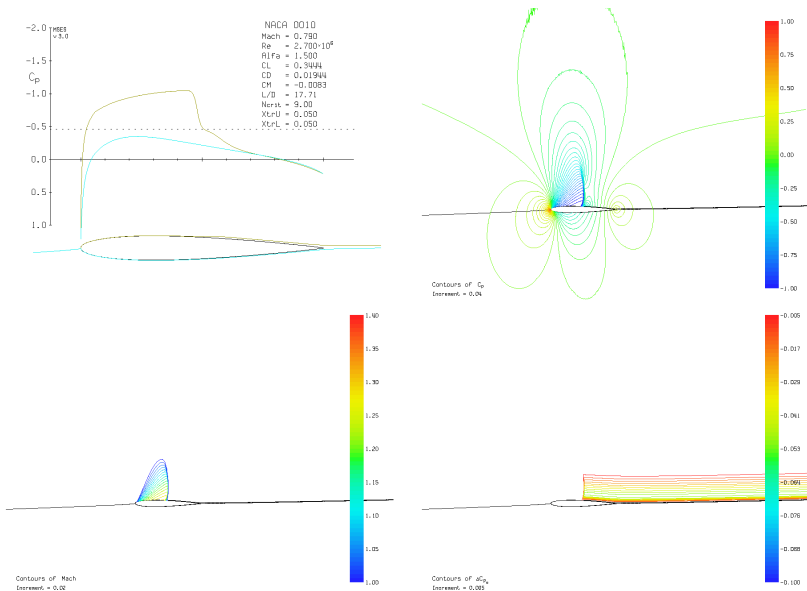 -2.0
MSES
v 3.0
-1.5
Cp
-1.0
-0.5
0.0
0.5
1.0
NACA 0010
Mach = 0.790
Re = 2.700·10⁶
Alfa = 1.500
CL = 0.3444
CD = 0.01944
CM = -0.0083
L/D = 17.71
Ncrit = 9.00
XtrU = 0.050
XtrL = 0.050
1.00
0.75
0.50
0.25
0.00
-0.25
-0.50
-0.75
-1.00
Contours of Cp
Increment = 0.04
1.40
1.35
1.30
1.25
1.20
1.15
1.10
1.05
1.00
Contours of Mach
Increment = 0.02
-0.005
-0.017
-0.029
-0.041
-0.053
-0.064
-0.076
-0.088
-0.100
Contours of ΔCp₀
Increment = 0.005